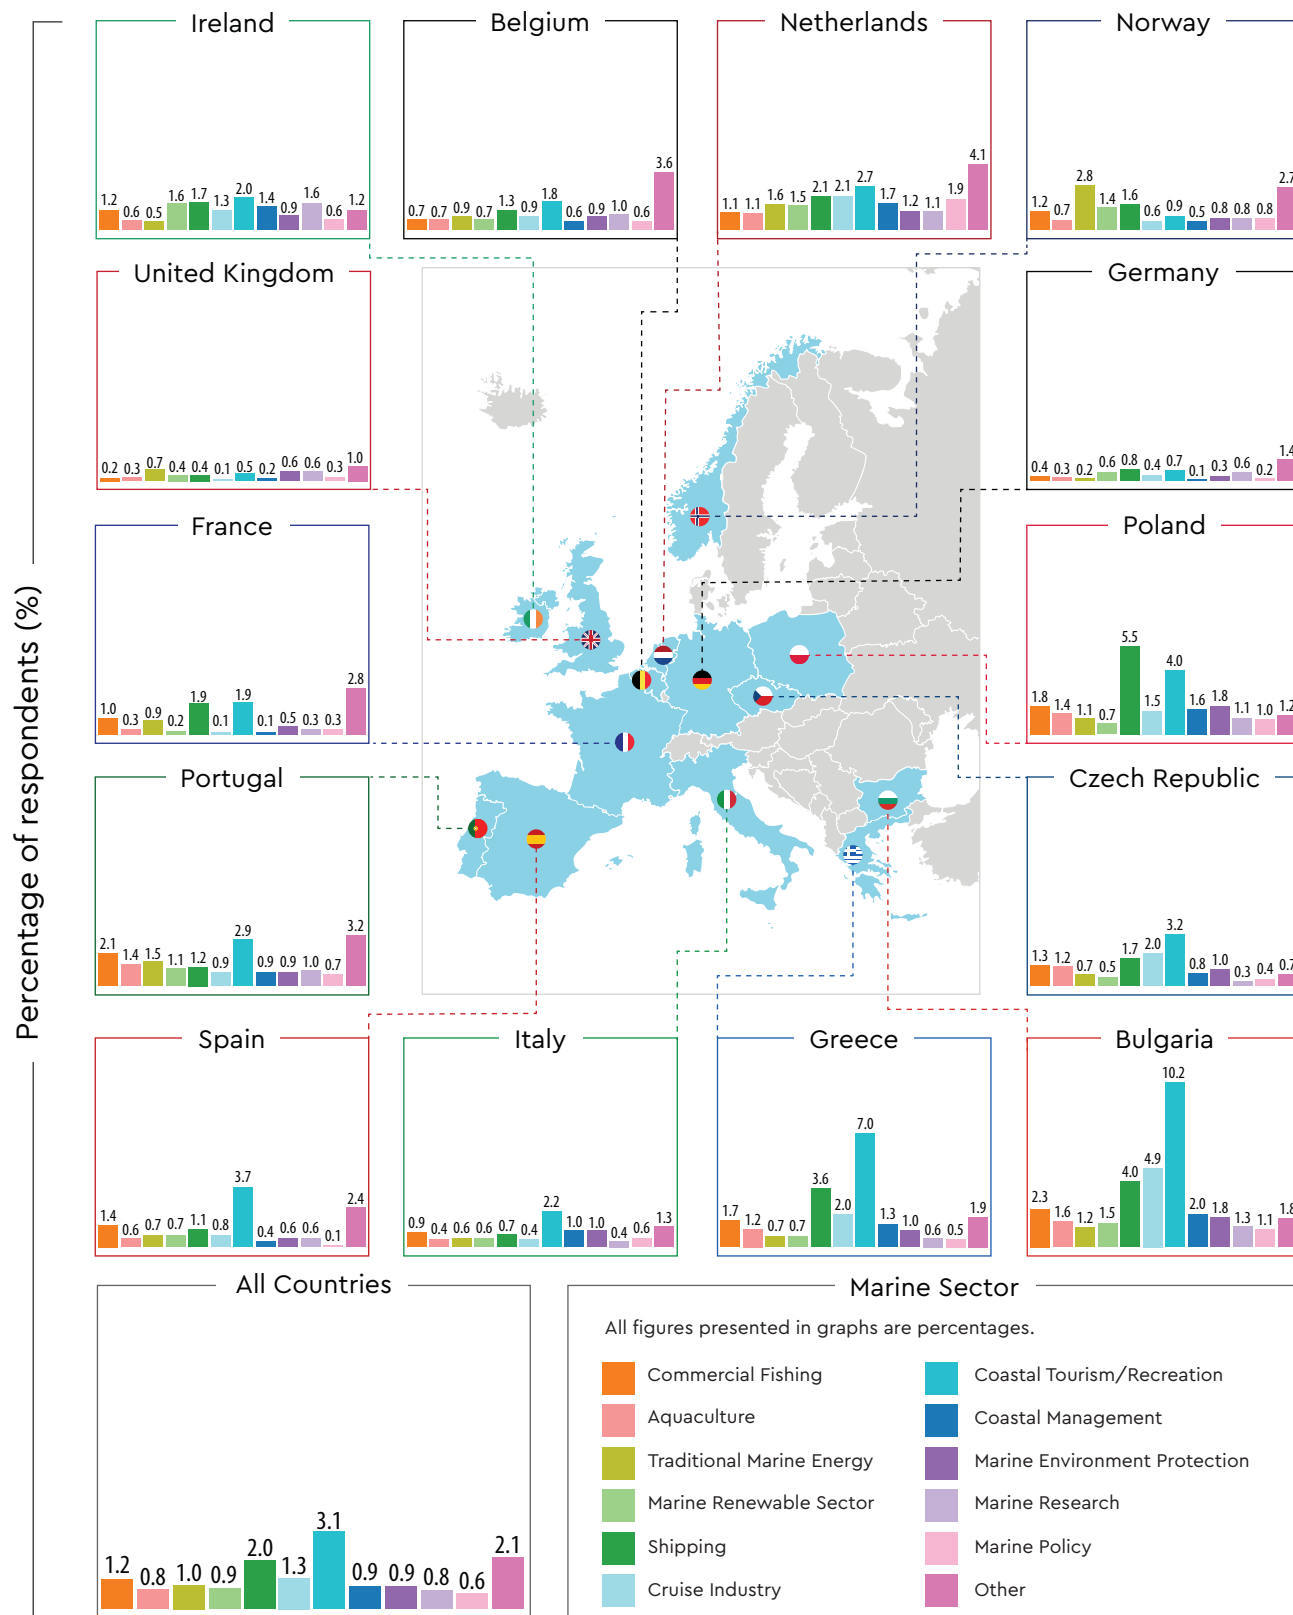 Percentage of respondents (%)
Ireland
1.2 0.6 0.5 1.6 1.7 1.3 2.0 1.4 0.9 1.6 0.6 1.2
Belgium
0.7 0.7 0.9 0.7 1.3 0.9 1.8 0.6 0.9 1.0 0.6 3.6
Netherlands
1.1 1.1 1.6 1.5 2.1 2.1 2.7 1.7 1.2 1.1 1.9 4.1
Norway
1.2 0.7 2.8 1.4 1.6 0.6 0.9 0.5 0.8 0.8 0.8 2.7
United Kingdom
0.2 0.3 0.7 0.4 0.4 0.1 0.5 0.2 0.6 0.6 0.3 1.0
Germany
0.4 0.3 0.2 0.6 0.8 0.4 0.7 0.1 0.3 0.6 0.2 1.4
France
1.0 0.3 0.9 0.2 1.9 0.1 1.9 0.1 0.5 0.3 0.3 2.8
Poland
1.8 1.4 1.1 0.7 5.5 1.5 4.0 1.6 1.8 1.1 1.0 1.2
Portugal
2.1 1.4 1.5 1.1 1.2 0.9 2.9 0.9 0.9 1.0 0.7 3.2
Czech Republic
1.3 1.2 0.7 0.5 1.7 2.0 3.2 0.8 1.0 0.3 0.4 0.7
Spain
1.4 0.6 0.7 0.7 1.1 0.8 3.7 0.4 0.6 0.6 0.1 2.4
Italy
0.9 0.4 0.6 0.6 0.7 0.4 2.2 1.0 1.0 0.4 0.6 1.3
Greece
1.7 1.2 0.7 0.7 3.6 2.0 7.0 1.3 1.0 0.6 0.5 1.9
Bulgaria
2.3 1.6 1.2 1.5 4.0 4.9 10.2 2.0 1.8 1.3 1.1 1.8
All Countries
1.2 0.8 1.0 0.9 2.0 1.3 3.1 0.9 0.9 0.8 0.6 2.1
Marine Sector
All figures presented in graphs are percentages.
Commercial Fishing
Aquaculture
Traditional Marine Energy
Marine Renewable Sector
Shipping
Cruise Industry
Coastal Tourism/Recreation
Coastal Management
Marine Environment Protection
Marine Research
Marine Policy
Other